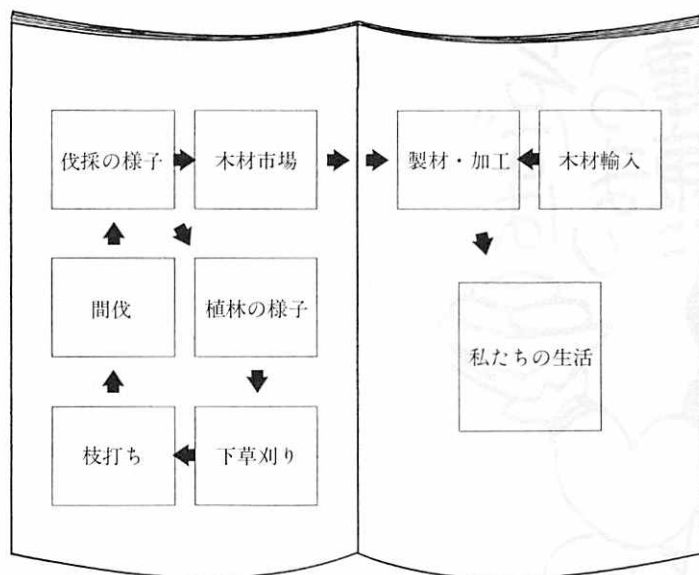 伐採の様子
木材市場
製材・加工
木材輸入
間伐
植林の様子
私たちの生活
枝打ち
下草刈り